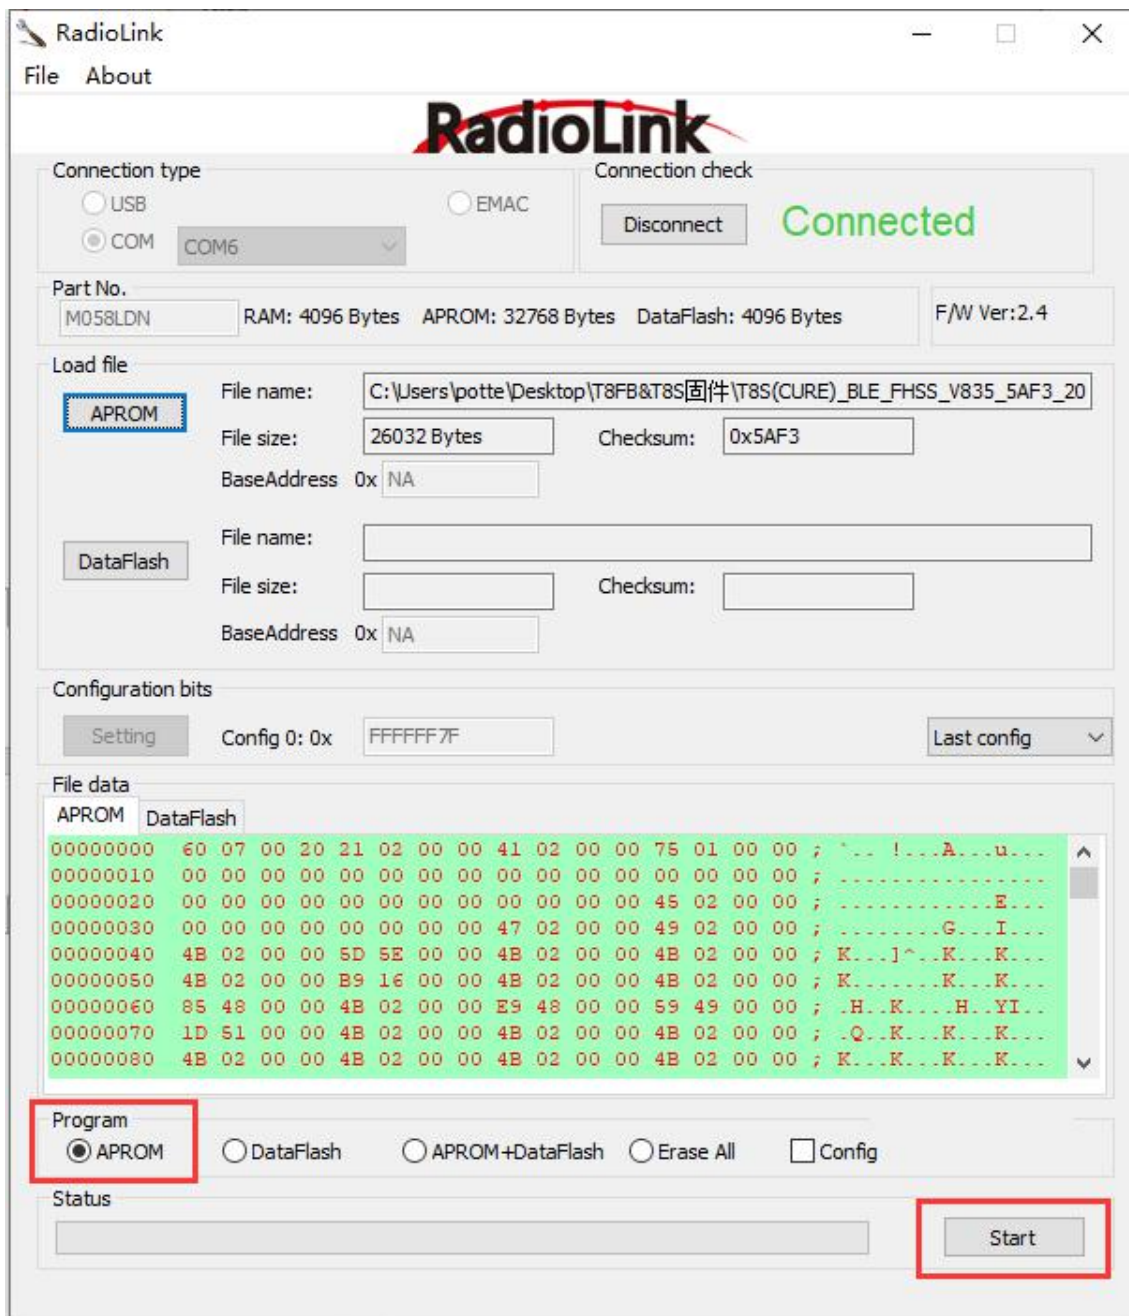 RadioLink
File About
RadioLink
Connection type
Connection check
USB
EMAC
COM
COM6
Disconnect
Connected
Part No.
M058LDN
RAM: 4096 Bytes APROM: 32768 Bytes DataFlash: 4096 Bytes
F/W Ver:2.4
Load file
APROM
File name:
C:\Users\potte\Desktop\T8FB&T8S固件\T8S(CURE)_BLE_FHSS_V835_5AF3_20
File size:
26032 Bytes
Checksum:
0x5AF3
BaseAddress 0x
NA
DataFlash
File name:
File size:
Checksum:
BaseAddress 0x
NA
Configuration bits
Setting
Config 0: 0x
FFFFFF7F
Last config
File data
APROM DataFlash
00000000 60 07 00 20 21 02 00 00 41 02 00 00 75 01 00 00 ; `.. !...A...u...
00000010 00 00 00 00 00 00 00 00 00 00 00 00 00 00 00 00 ; ................
00000020 00 00 00 00 00 00 00 00 00 00 00 00 45 02 00 00 ; ............E...
00000030 00 00 00 00 00 00 00 00 47 02 00 00 49 02 00 00 ; ........G...I...
00000040 4B 02 00 00 5D 5E 00 00 4B 02 00 00 4B 02 00 00 ; K...]^..K...K...
00000050 4B 02 00 00 B9 16 00 00 4B 02 00 00 4B 02 00 00 ; K.......K...K...
00000060 85 48 00 00 4B 02 00 00 E9 48 00 00 59 49 00 00 ; .H..K....H..YI..
00000070 1D 51 00 00 4B 02 00 00 4B 02 00 00 4B 02 00 00 ; .Q..K...K...K...
00000080 4B 02 00 00 4B 02 00 00 4B 02 00 00 4B 02 00 00 ; K...K...K...K...
Program
APROM DataFlash APROM+DataFlash Erase All Config
Status
Start